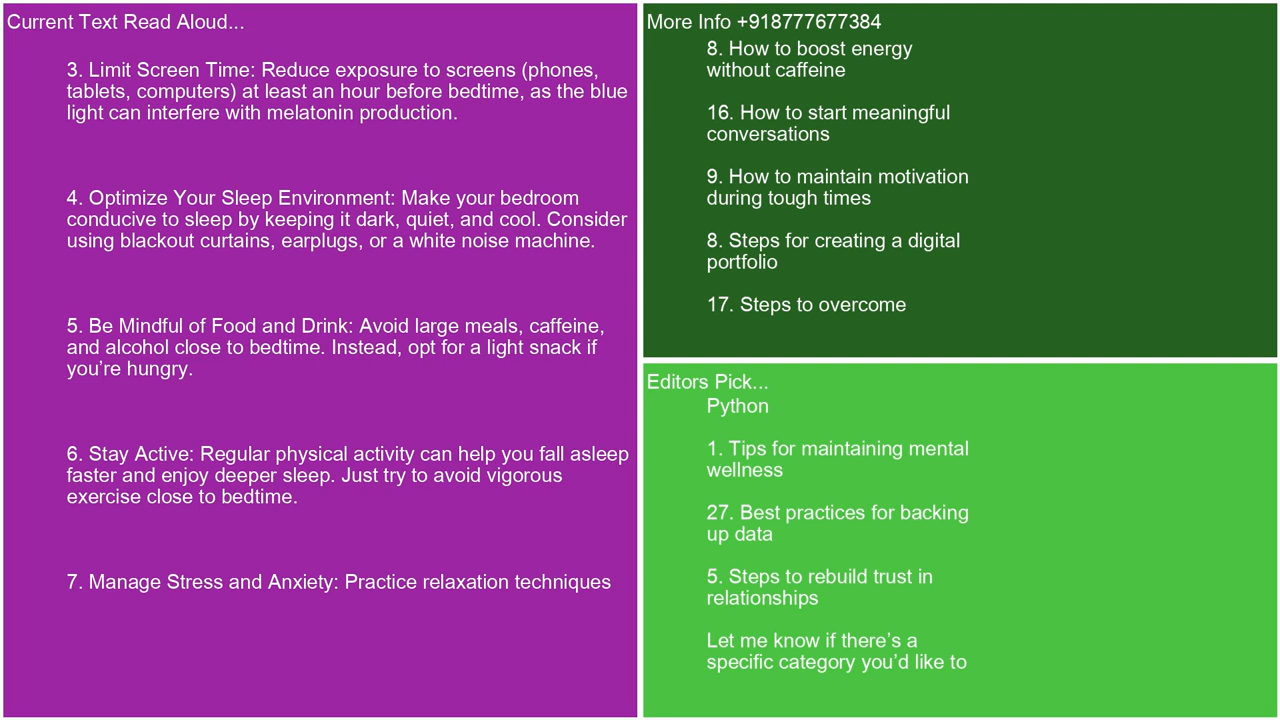 Current Text Read Aloud...
3. Limit Screen Time: Reduce exposure to screens (phones,
tablets, computers) at least an hour before bedtime, as the blue
light can interfere with melatonin production.
4. Optimize Your Sleep Environment: Make your bedroom
conducive to sleep by keeping it dark, quiet, and cool. Consider
using blackout curtains, earplugs, or a white noise machine.
5. Be Mindful of Food and Drink: Avoid large meals, caffeine,
and alcohol close to bedtime. Instead, opt for a light snack if
you’re hungry.
6. Stay Active: Regular physical activity can help you fall asleep
faster and enjoy deeper sleep. Just try to avoid vigorous
exercise close to bedtime.
7. Manage Stress and Anxiety: Practice relaxation techniques
More Info +918777677384
8. How to boost energy
without caffeine
16. How to start meaningful
conversations
9. How to maintain motivation
during tough times
8. Steps for creating a digital
portfolio
17. Steps to overcome
Editors Pick...
Python
1. Tips for maintaining mental
wellness
27. Best practices for backing
up data
5. Steps to rebuild trust in
relationships
Let me know if there’s a
specific category you’d like to